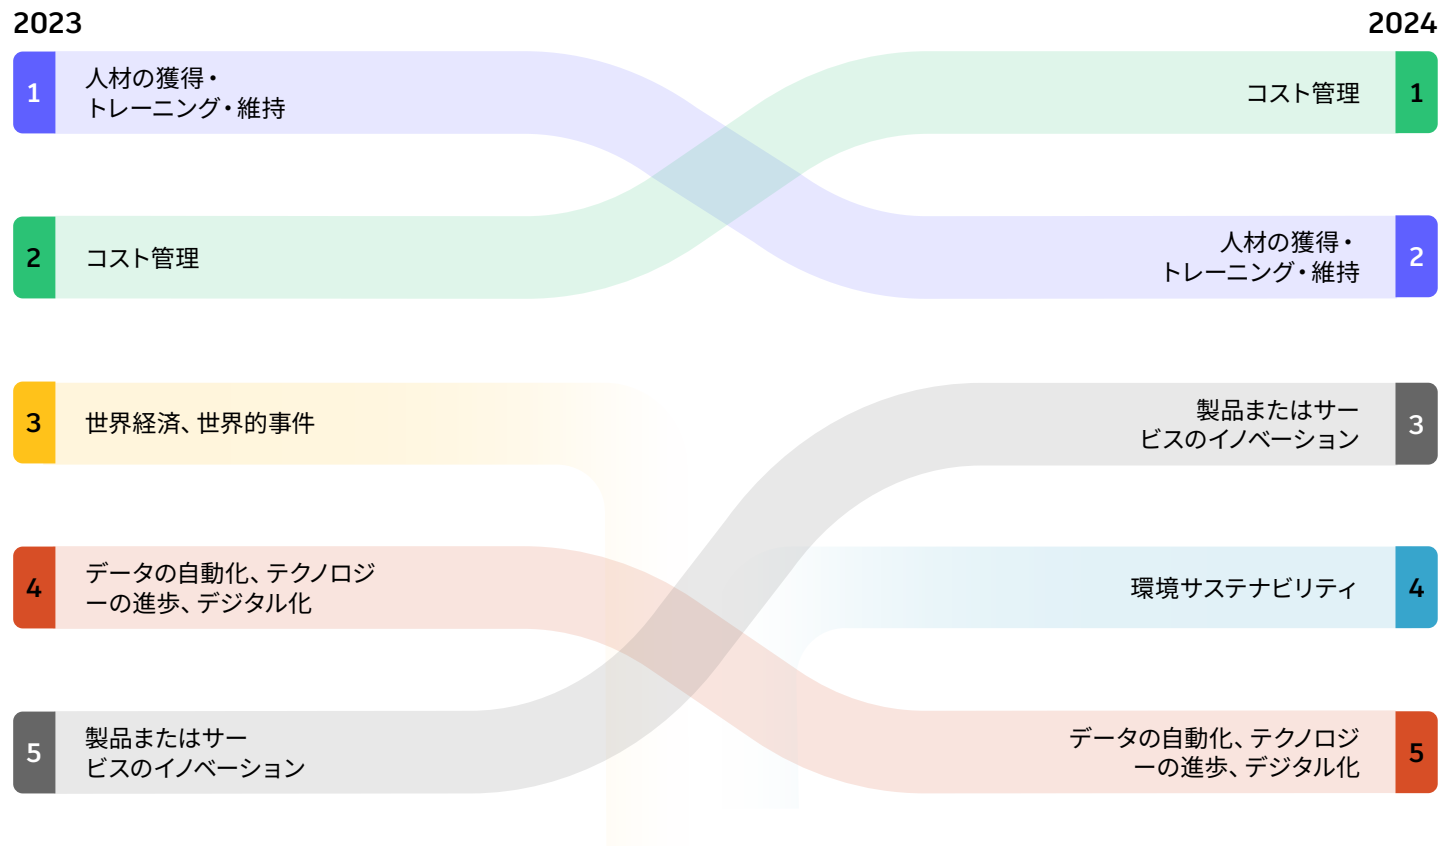 2023
2024
1
人材の獲得・
トレーニング・維持
コスト管理
1
2
コスト管理
人材の獲得・
トレーニング・維持
2
3
世界経済、世界的事件
製品またはサー
ビスのイノベーション
3
4
データの自動化、テクノロジ
ーの進歩、デジタル化
環境サステナビリティ
4
5
製品またはサー
ビスのイノベーション
データの自動化、テクノロジ
ーの進歩、デジタル化
5